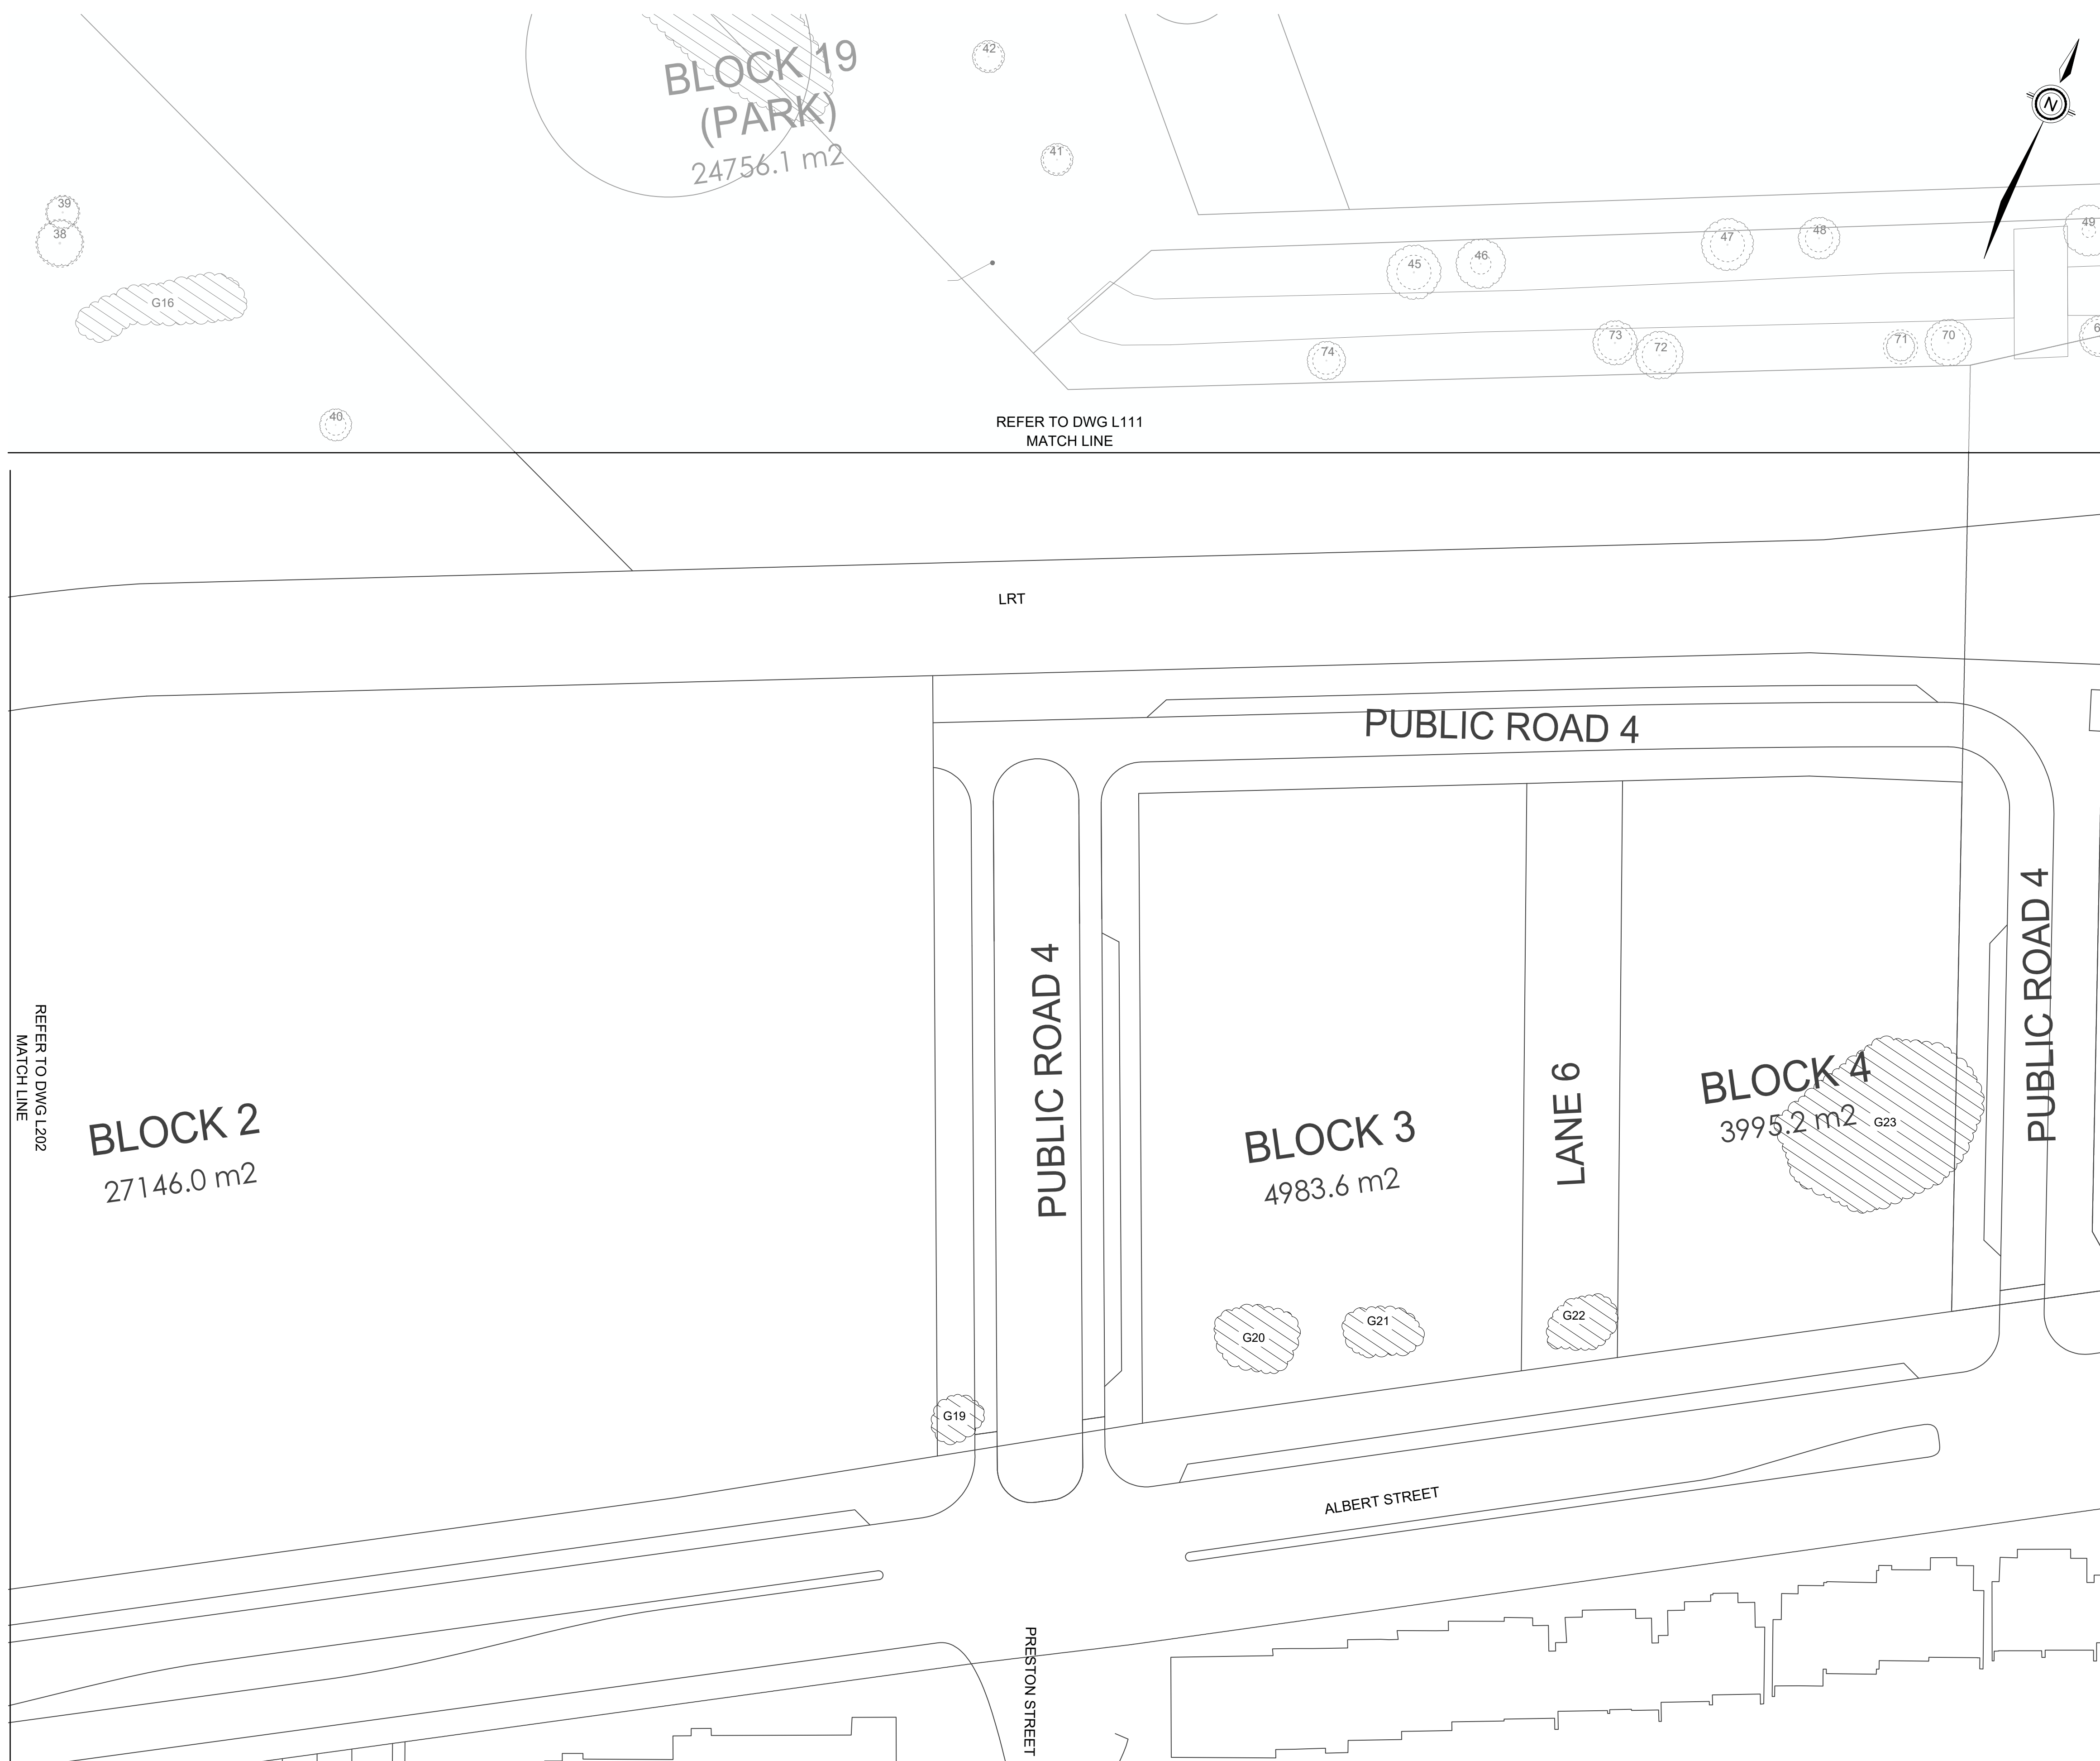 BLOCK 19
(PARK)
24756.1 m2
42
41
N
39
38
G16
40
45
46
47
48
49
74
73
72
71
70
REFER TO DWG L111
MATCH LINE
LRT
PUBLIC ROAD 4
PUBLIC ROAD 4
PUBLIC ROAD 4
REFER TO DWG L202
MATCH LINE
BLOCK 2
27146.0 m2
BLOCK 3
4983.6 m2
LANE 6
BLOCK 4
3995.2 m2
G23
G20
G21
G22
G19
ALBERT STREET
PRESTON STREET